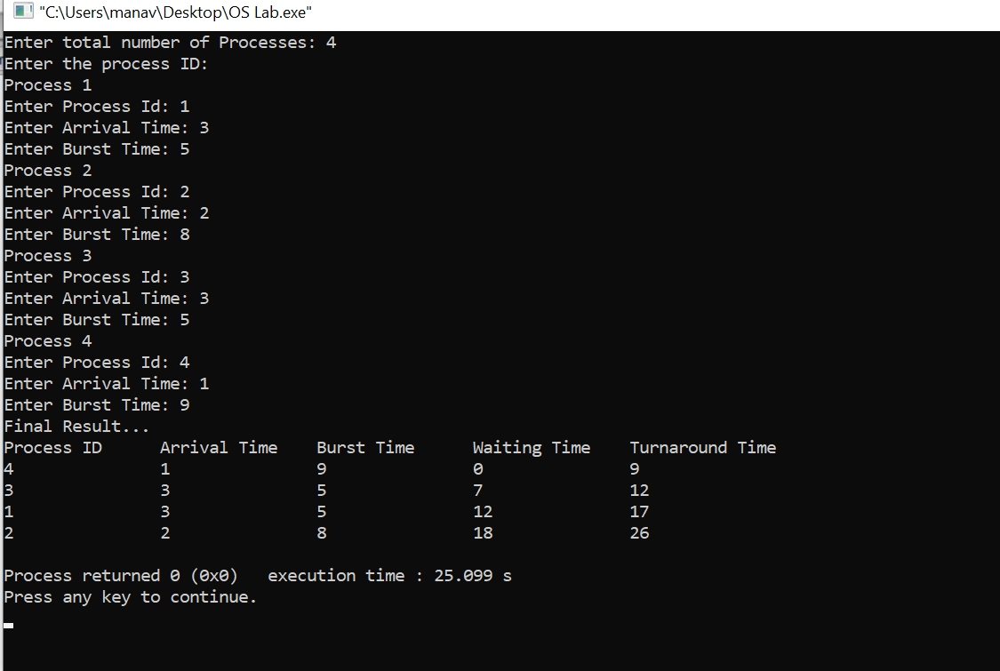 "C:\Users\manav\Desktop\OS Lab.exe"
Enter total number of Processes: 4
Enter the process ID:
Process 1
Enter Process Id: 1
Enter Arrival Time: 3
Enter Burst Time: 5
Process 2
Enter Process Id: 2
Enter Arrival Time: 2
Enter Burst Time: 8
Process 3
Enter Process Id: 3
Enter Arrival Time: 3
Enter Burst Time: 5
Process 4
Enter Process Id: 4
Enter Arrival Time: 1
Enter Burst Time: 9
Final Result...
Process ID      Arrival Time    Burst Time      Waiting Time    Turnaround Time
4               1               9               0               9
3               3               5               7               12
1               3               5               12              17
2               2               8               18              26
Process returned 0 (0x0)   execution time : 25.099 s
Press any key to continue.